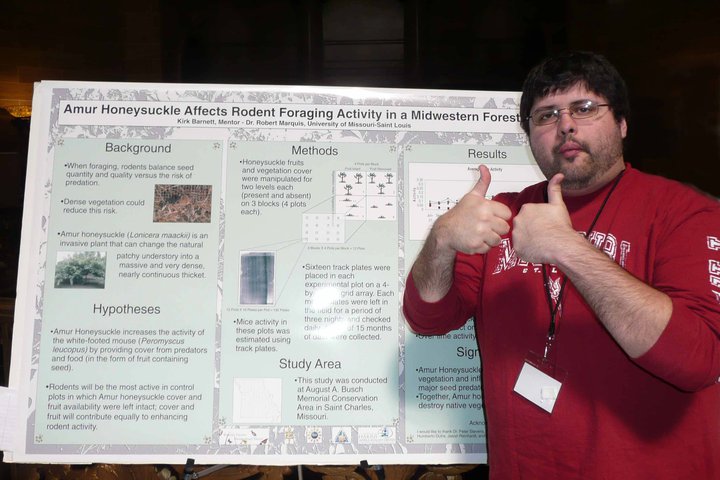 Amur Honeysuckle Affects Rodent Foraging Activity in a Midwestern Forest
Kirk Barnett, Mentor - Dr. Robert Marquis, University of Missouri-Saint Louis
Background
•When foraging, rodents balance seed
quantity and quality versus the risk of
predation.
•Dense vegetation could
reduce this risk.
•Amur honeysuckle (Lonicera maackii) is an
invasive plant that can change the natural
patchy understory into a
massive and very dense,
nearly continuous thicket.
Hypotheses
•Amur Honeysuckle increases the activity of
the white-footed mouse (Peromyscus
leucopus) by providing cover from predators
and food (in the form of fruit containing
seed).
•Rodents will be the most active in control
plots in which Amur honeysuckle cover and
fruit availability were left intact; cover and
fruit will contribute equally to enhancing
rodent activity.
Methods
•Honeysuckle fruits
and vegetation cover
were manipulated for
two levels each
(present and absent)
on 3 blocks (4 plots
each).
4 Plots per Block
•Sixteen track plates were
placed in each
experimental plot on a 4-
by grid array. Each
plates were left in
the field for a period of
three nights and checked
daily of 15 months
of were collected.
•Mice activity in
these plots was
estimated using
track plates.
Study Area
•This study was conducted
at August A. Busch
Memorial Conservation
Area in Saint Charles,
Missouri.
Results
Sign
•Amur Honeysuckle
vegetation and
major seed
•Together, Amur
destroy native